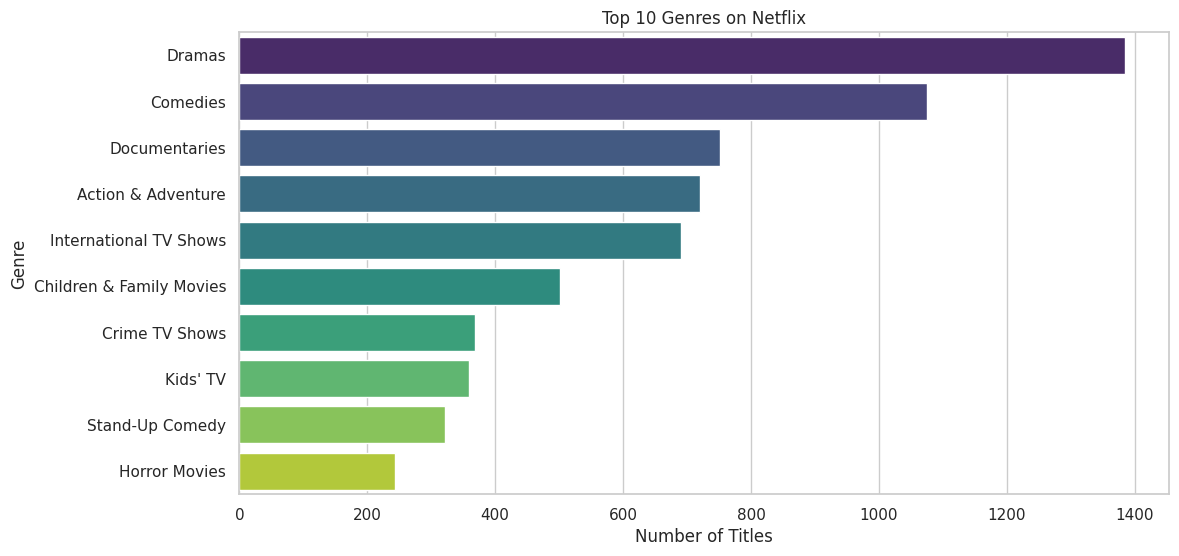 Top 10 Genres on Netflix
Genre
Dramas
Comedies
Documentaries
Action & Adventure
International TV Shows
Children & Family Movies
Crime TV Shows
Kids' TV
Stand-Up Comedy
Horror Movies
0 200 400 600 800 1000 1200 1400
Number of Titles